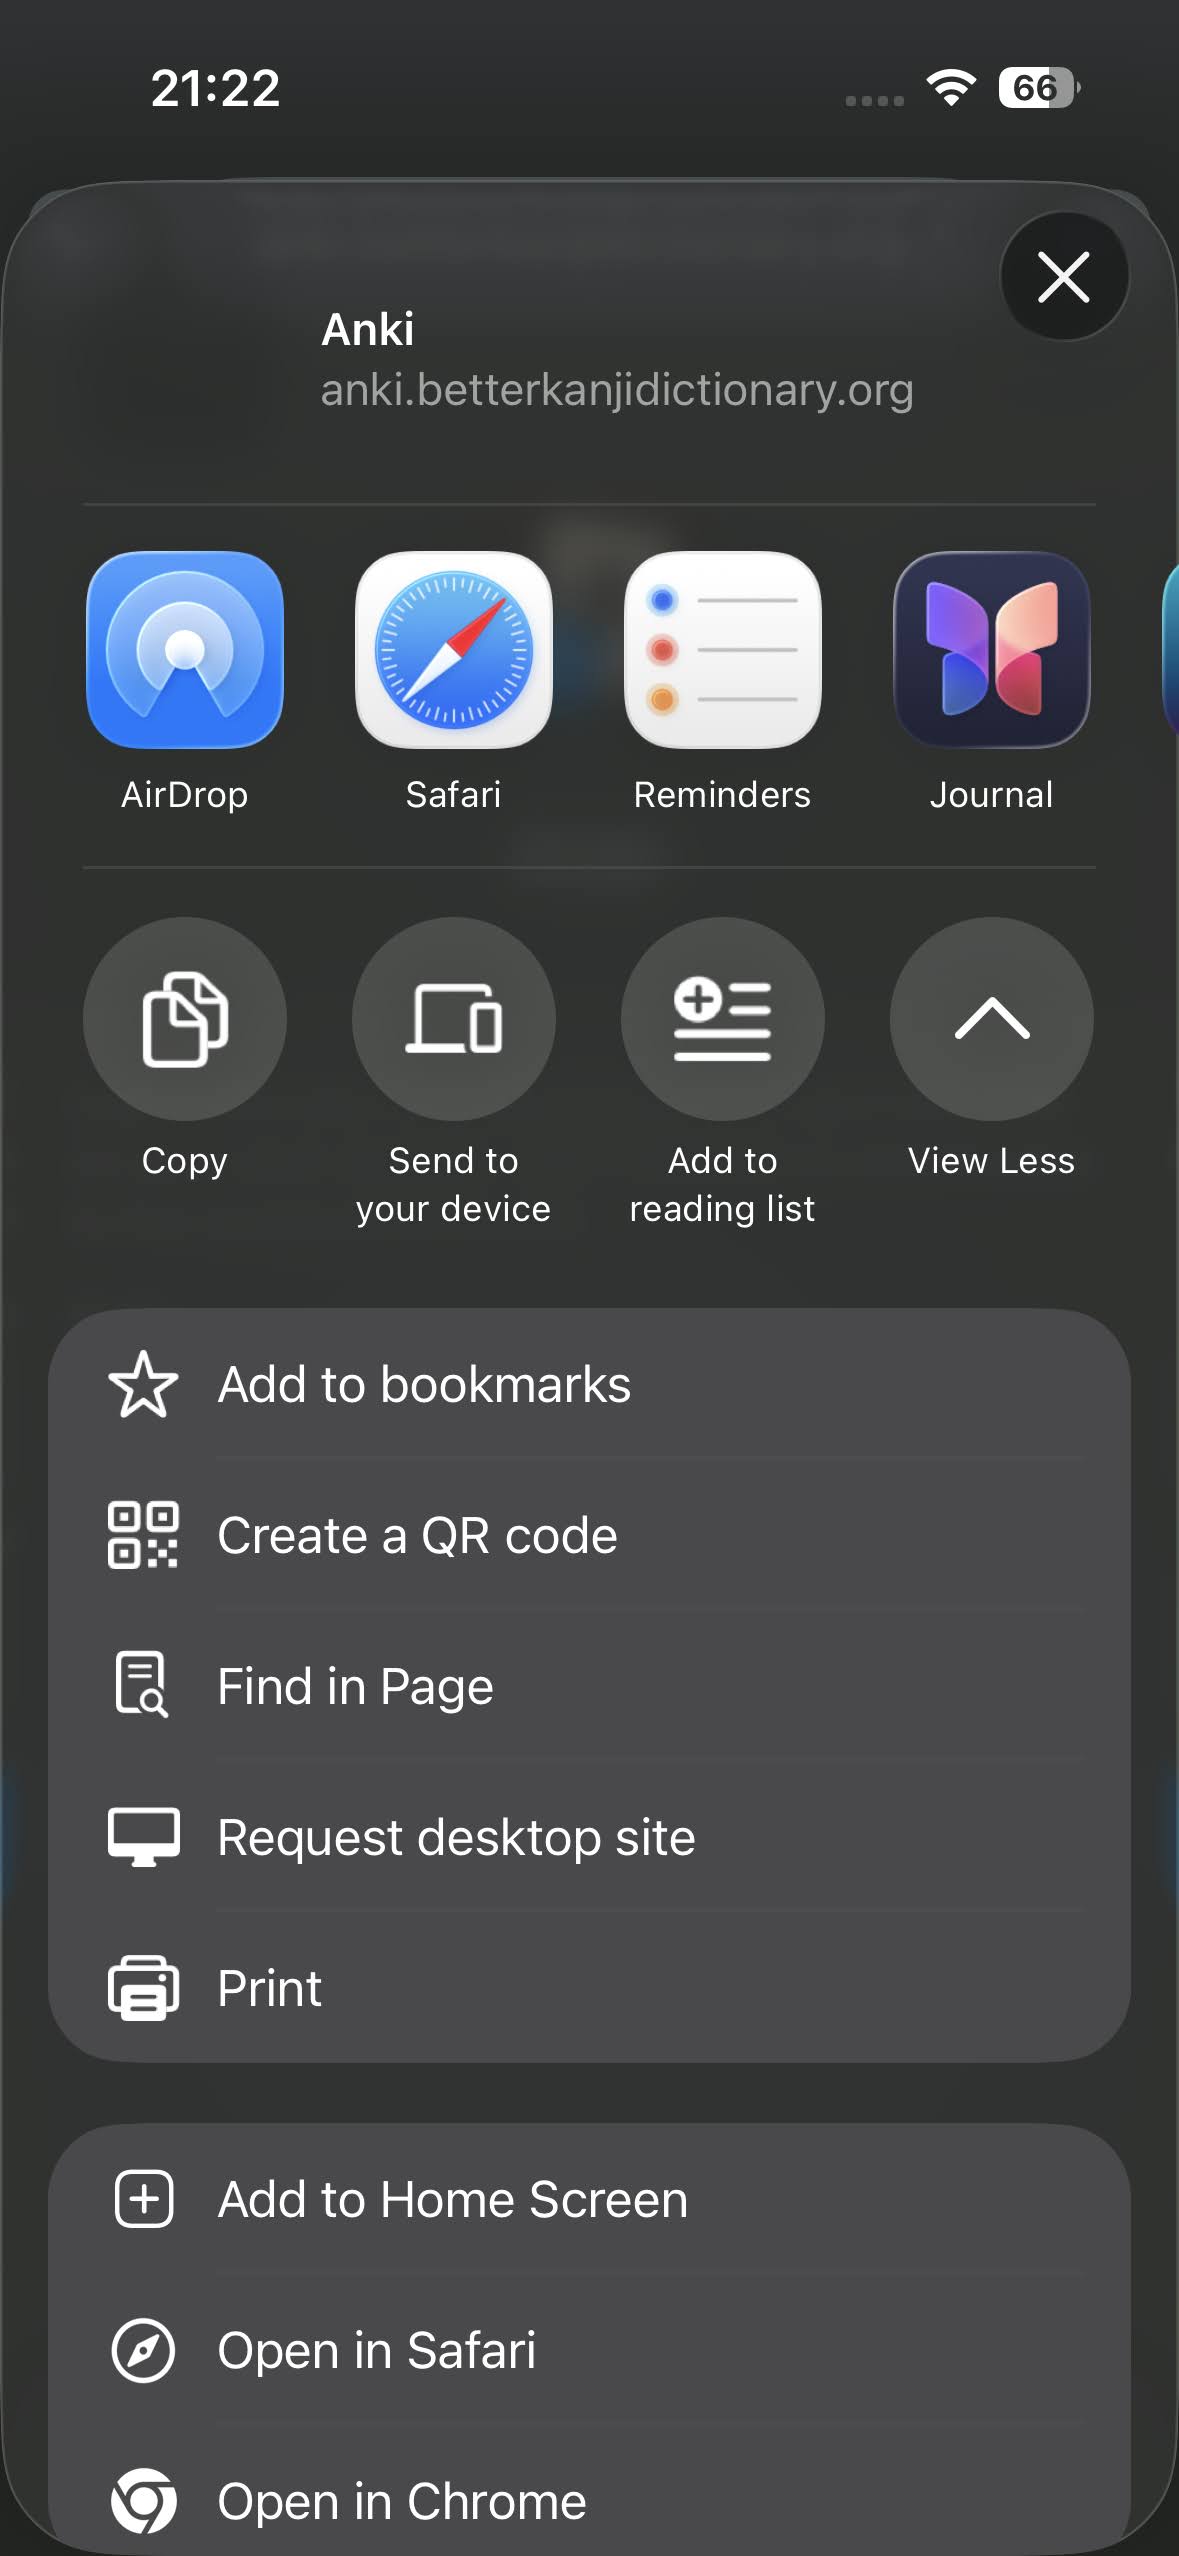 21:22
66
Anki
anki.betterkanjidictionary.org
AirDrop
Safari
Reminders
Journal
Copy
Send to
your device
Add to
reading list
View Less
Add to bookmarks
Create a QR code
Find in Page
Request desktop site
Print
Add to Home Screen
Open in Safari
Open in Chrome